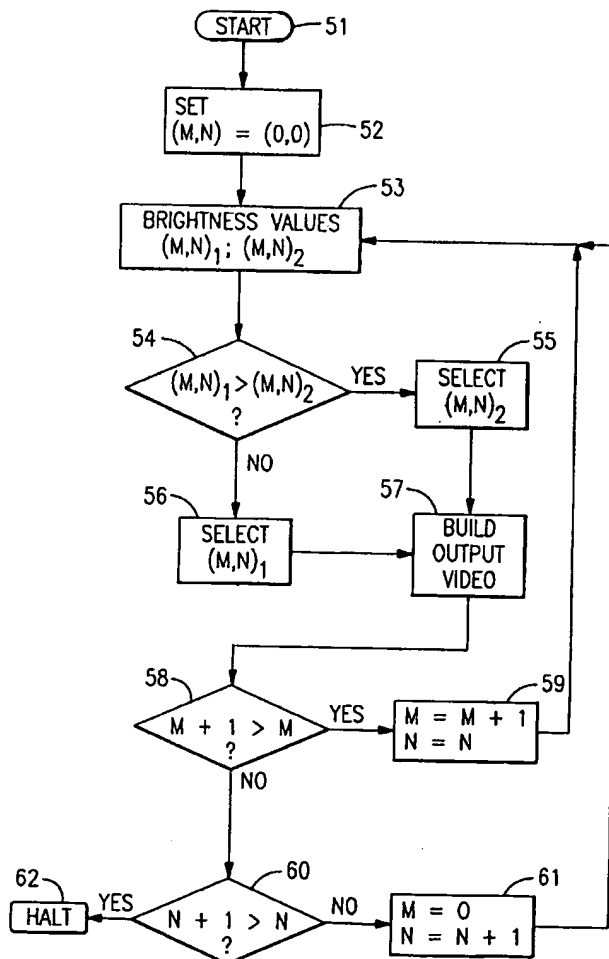 START
51
SET
(M,N) = (0,0)
52
53
BRIGHTNESS VALUES
(M,N)₁; (M,N)₂
54
(M,N)₁>(M,N)₂
?
YES
55
SELECT
(M,N)₂
NO
56
SELECT
(M,N)₁
57
BUILD
OUTPUT
VIDEO
58
M + 1 > M
?
YES
59
M = M + 1
N = N
NO
60
N + 1 > N
?
YES
62
HALT
NO
61
M = 0
N = N + 1